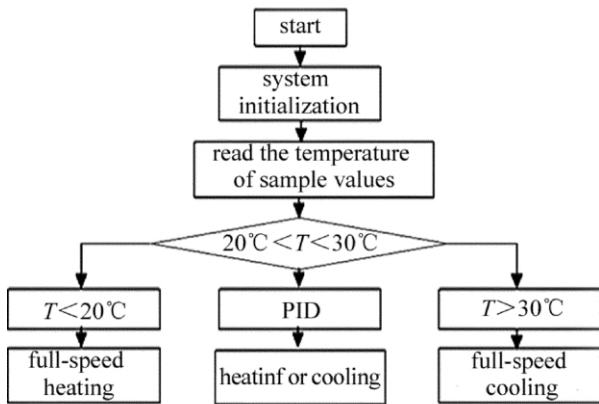 start
system
initialization
read the temperature
of sample values
20℃<T<30℃
T<20℃
PID
T>30℃
full-speed
heating
heatinf or cooling
full-speed
cooling